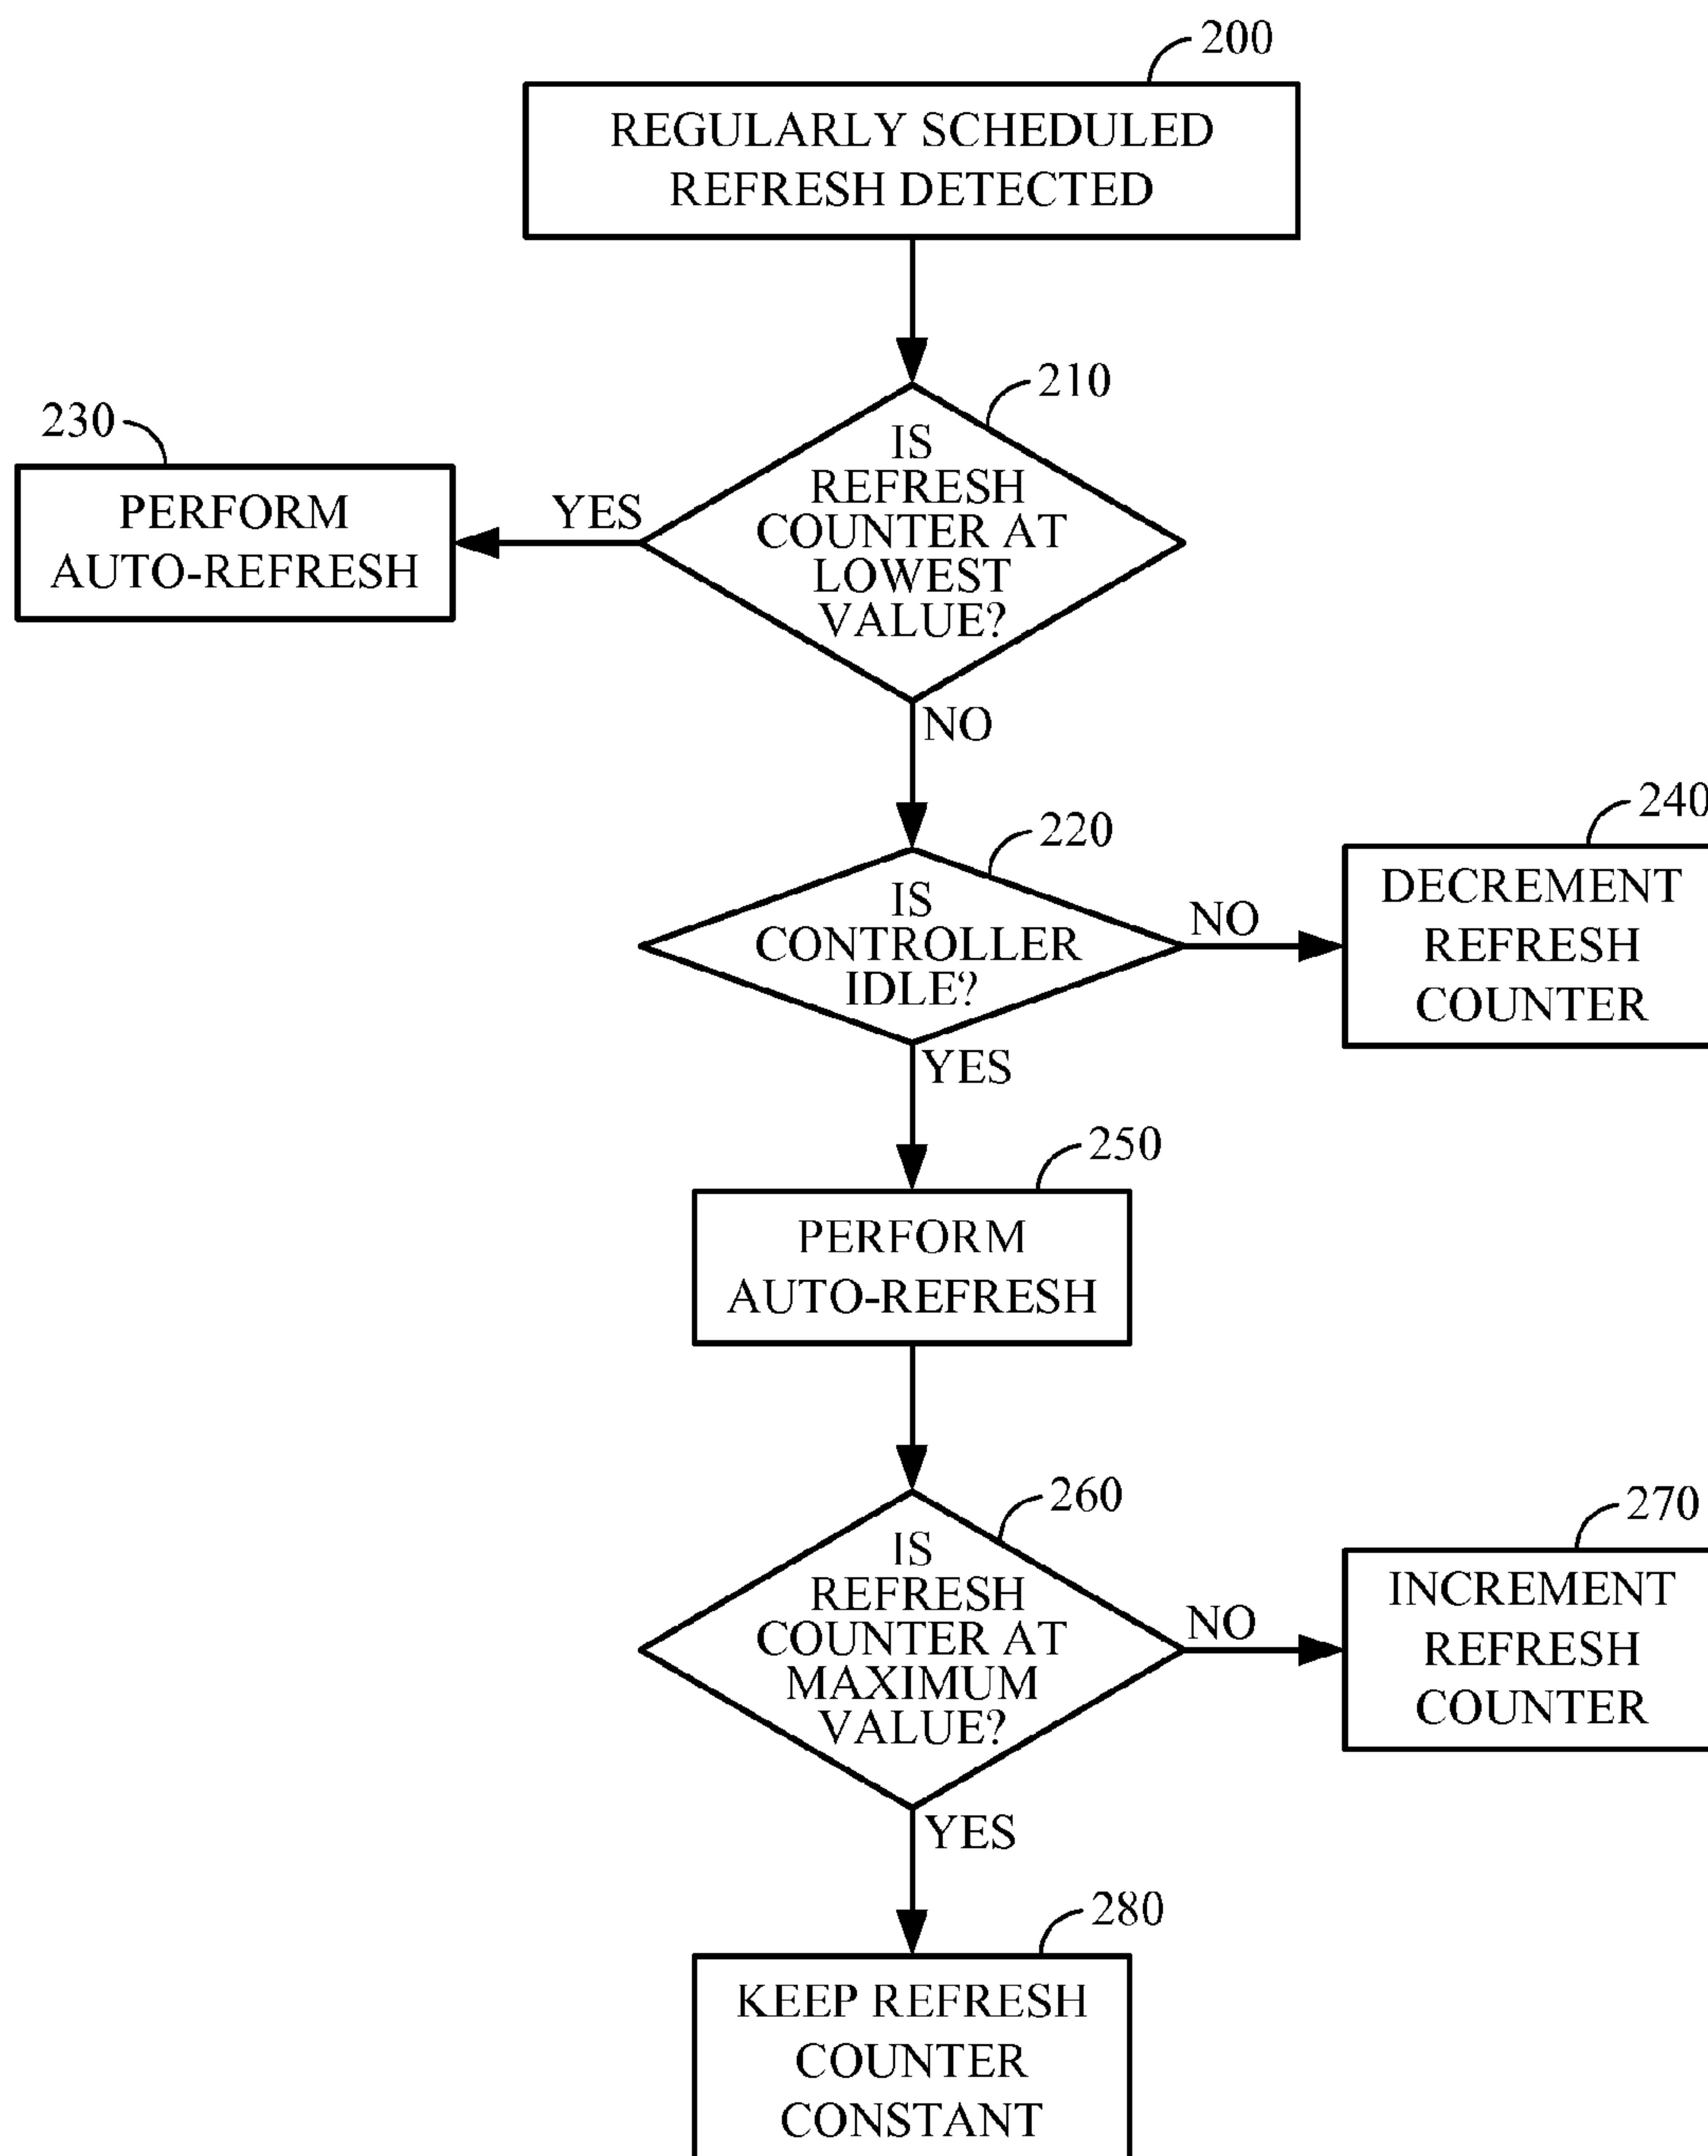 200
REGULARLY SCHEDULED
REFRESH DETECTED
210
IS
REFRESH
COUNTER AT
LOWEST
VALUE?
230
PERFORM
AUTO-REFRESH
YES
NO
220
IS
CONTROLLER
IDLE?
NO
240
DECREMENT
REFRESH
COUNTER
YES
250
PERFORM
AUTO-REFRESH
260
IS
REFRESH
COUNTER AT
MAXIMUM
VALUE?
NO
270
INCREMENT
REFRESH
COUNTER
YES
280
KEEP REFRESH
COUNTER
CONSTANT